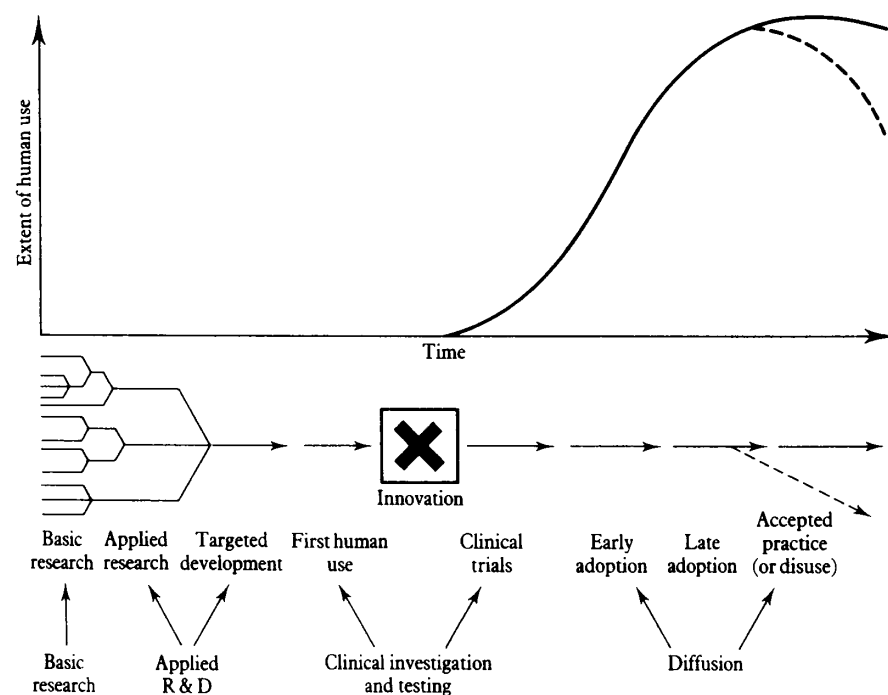 Extent of human use
Time
Innovation
Basic
research
Applied
research
Targeted
development
First human
use
Clinical
trials
Early
adoption
Late
adoption
Accepted
practice
(or disuse)
Basic
research
Applied
R & D
Clinical investigation
and testing
Diffusion